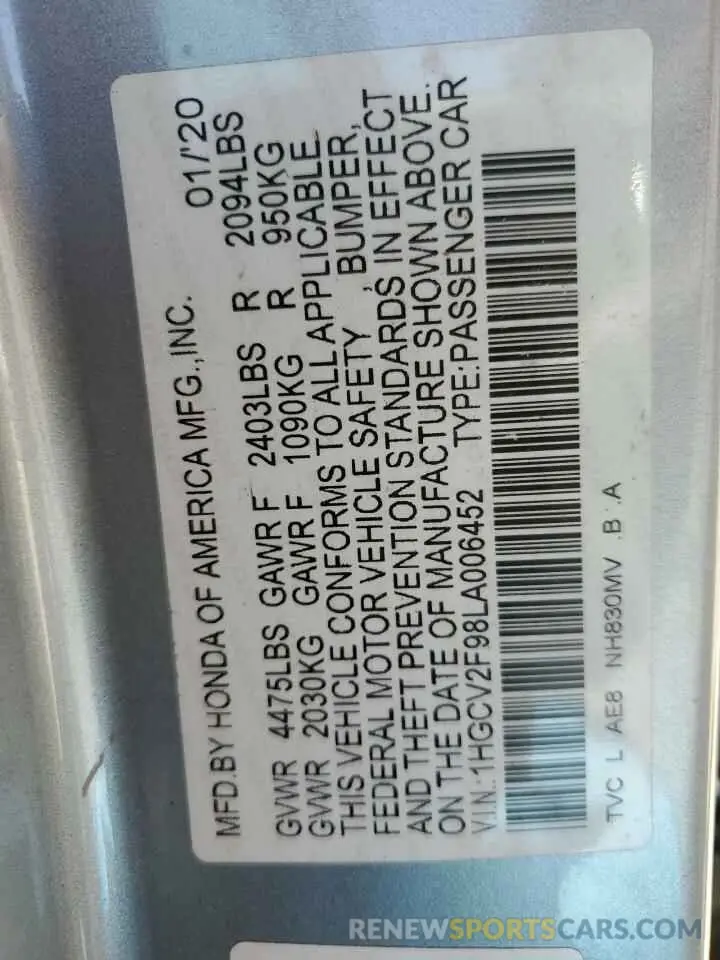 MFD.BY HONDA OF AMERICA MFG.,INC. 01/'20
GVWR 4475LBS GAWR F 2403LBS R 2094LBS
GVWR 2030KG GAWR F 1090KG R 950KG
THIS VEHICLE CONFORMS TO ALL APPLICABLE
FEDERAL MOTOR VEHICLE SAFETY , BUMPER,
AND THEFT PREVENTION STANDARDS IN EFFECT
ON THE DATE OF MANUFACTURE SHOWN ABOVE.
V.I.N.:1HGCV2F98LA006452 TYPE:PASSENGER CAR
TVC L AE8 NH830MV .B .A
RENEWSPORTSCARS.COM